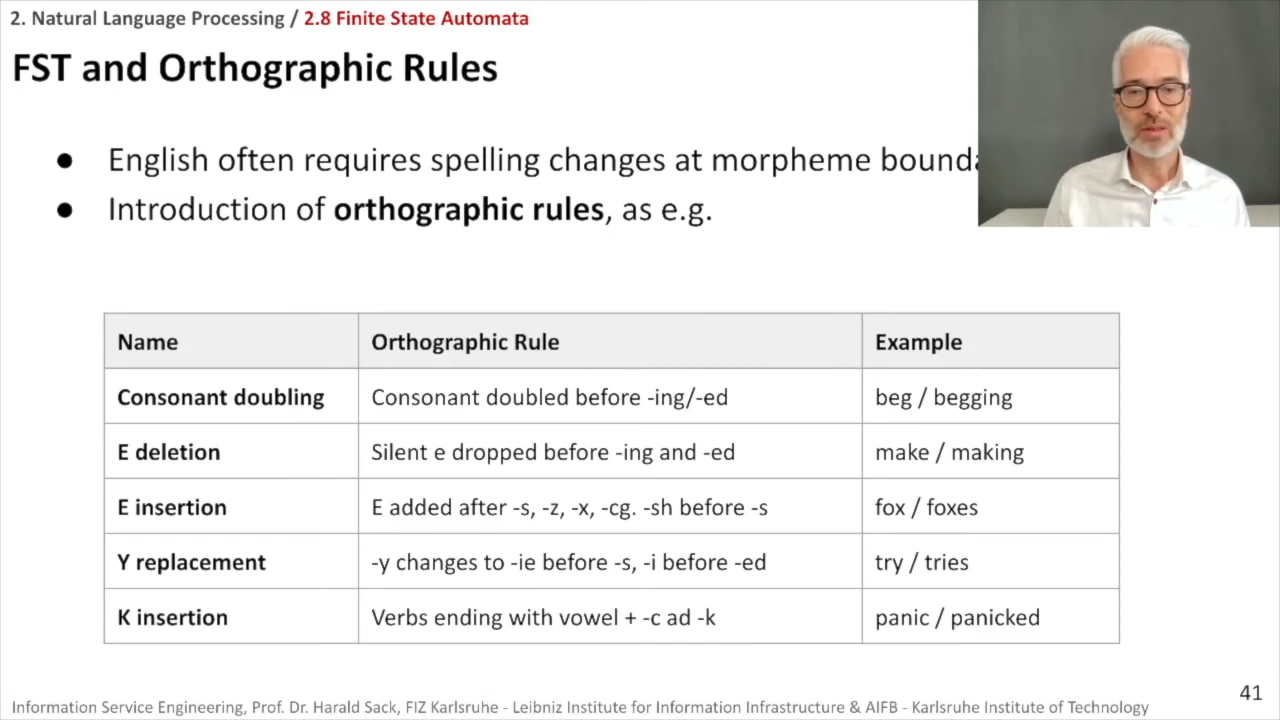 2. Natural Language Processing / 2.8 Finite State Automata
FST and Orthographic Rules
● English often requires spelling changes at morpheme
● Introduction of orthographic rules, as e.g.
Name Orthographic Rule Example
Consonant doubling Consonant doubled before -ing/-ed beg / begging
E deletion Silent e dropped before -ing and -ed make / making
E insertion E added after -s, -z, -x, -cg. -sh before -s fox / foxes
Y replacement -y changes to -ie before -s, -i before -ed try / tries
K insertion Verbs ending with vowel + -c ad -k panic / panicked
41
Information Service Engineering, Prof. Dr. Harald Sack, FIZ Karlsruhe - Leibniz Institute for Information Infrastructure & AIFB - Karlsruhe Institute of Technology